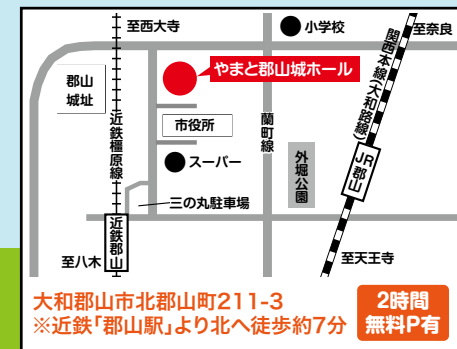 至西大寺
小学校
至奈良
やまと郡山城ホール
郡山
城址
市役所
近鉄橿原線
蘭町線
関西本線(大和路線)
スーパー
外堀公園
JR郡山
三の丸駐車場
近鉄郡山
至八木
至天王寺
大和郡山市北郡山町211-3
※近鉄「郡山駅」より北へ徒歩約7分
2時間
無料P有